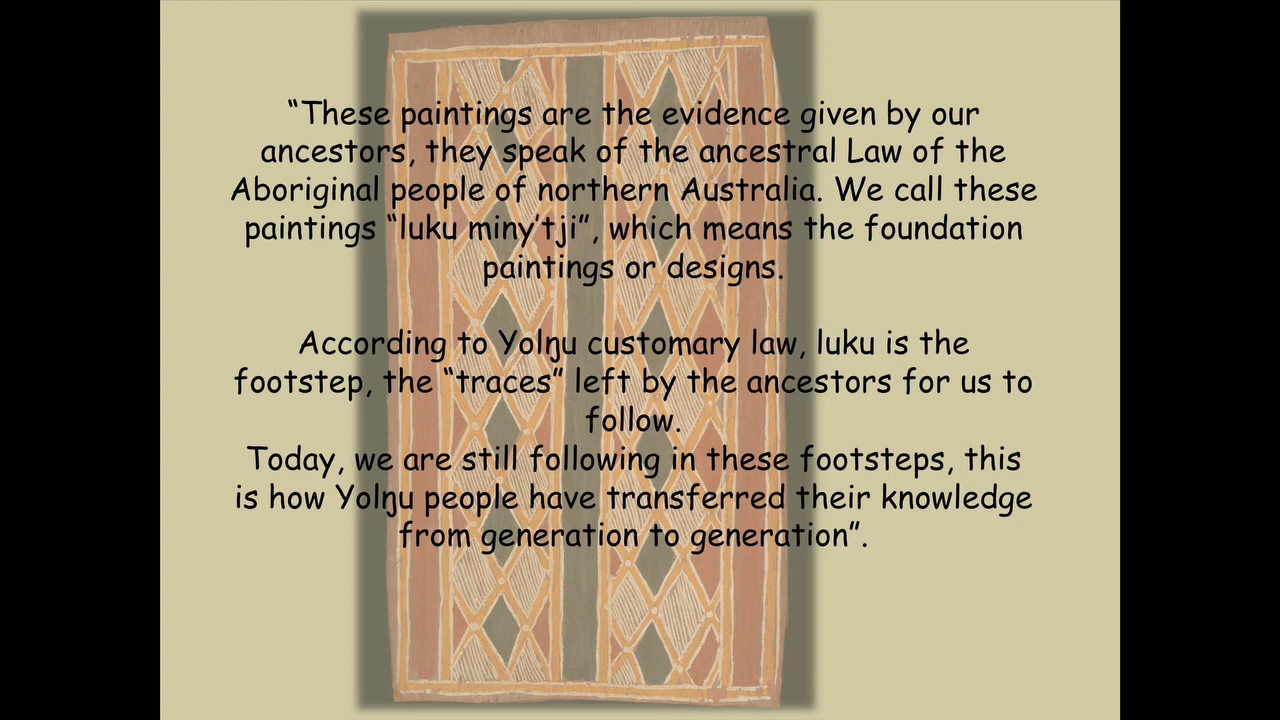 “These paintings are the evidence given by our
ancestors, they speak of the ancestral Law of the
Aboriginal people of northern Australia. We call these
paintings “luku miny’tji”, which means the foundation
paintings or designs.
According to Yolŋu customary law, luku is the
footstep, the “traces” left by the ancestors for us to
follow.
Today, we are still following in these footsteps, this
is how Yolŋu people have transferred their knowledge
from generation to generation”.